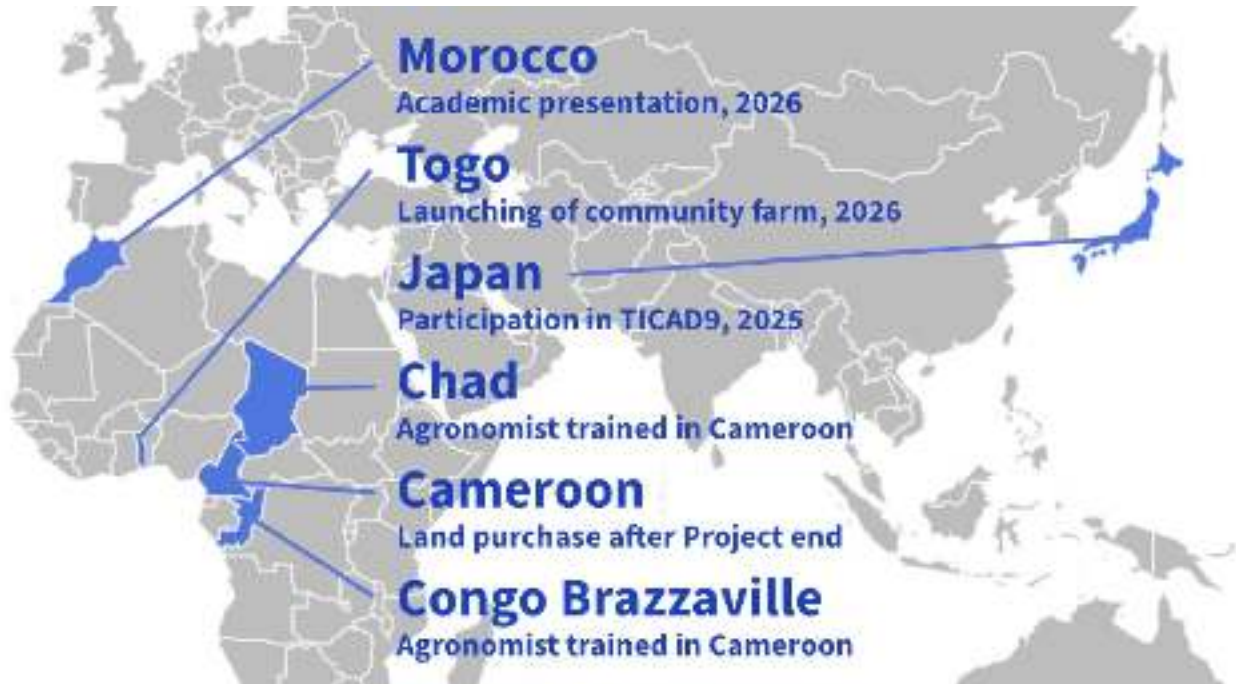 Morocco
Academic presentation, 2026
Togo
Launching of community farm, 2026
Japan
Participation in TICAD9, 2025
Chad
Agronomist trained in Cameroon
Cameroon
Land purchase after Project end
Congo Brazzaville
Agronomist trained in Cameroon